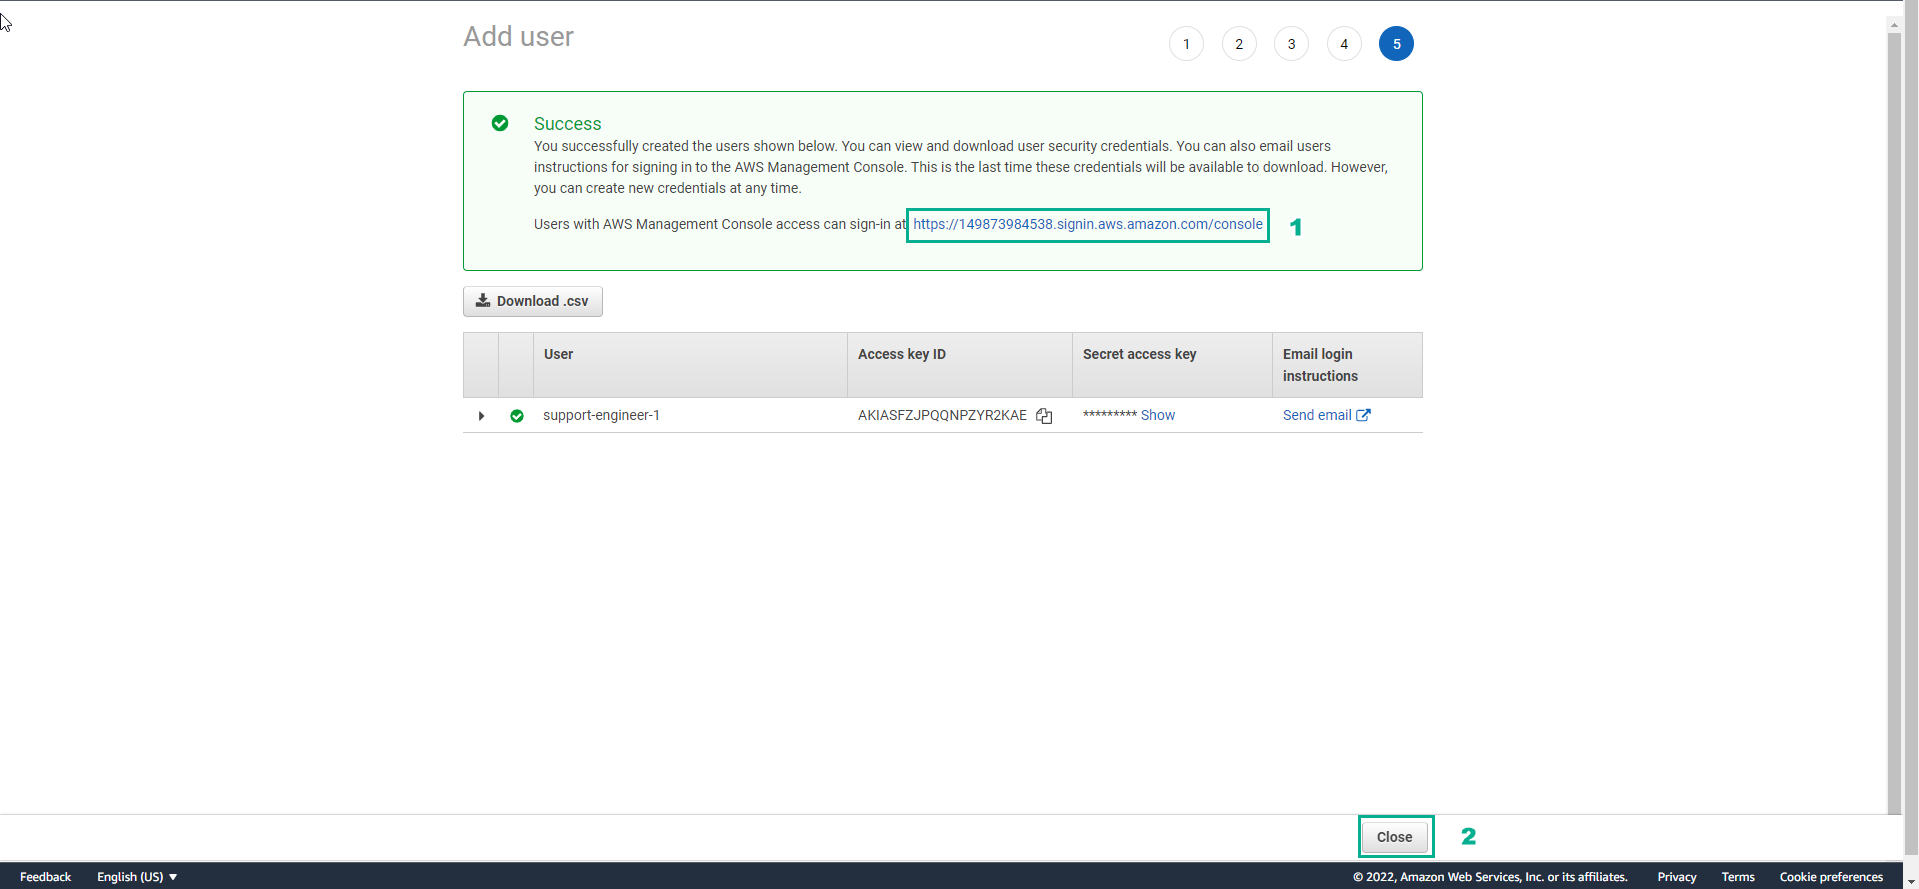 Add user
1 2 3 4 5
Success
You successfully created the users shown below. You can view and download user security credentials. You can also email users
instructions for signing in to the AWS Management Console. This is the last time these credentials will be available to download. However,
you can create new credentials at any time.
Users with AWS Management Console access can sign-in at https://149873984538.signin.aws.amazon.com/console 1
Download .csv
User Access key ID Secret access key Email login
instructions
support-engineer-1 AKIASFZJPQQNPZYR2KAE ********* Show Send email
Close 2
Feedback English (US) © 2022, Amazon Web Services, Inc. or its affiliates. Privacy Terms Cookie preferences